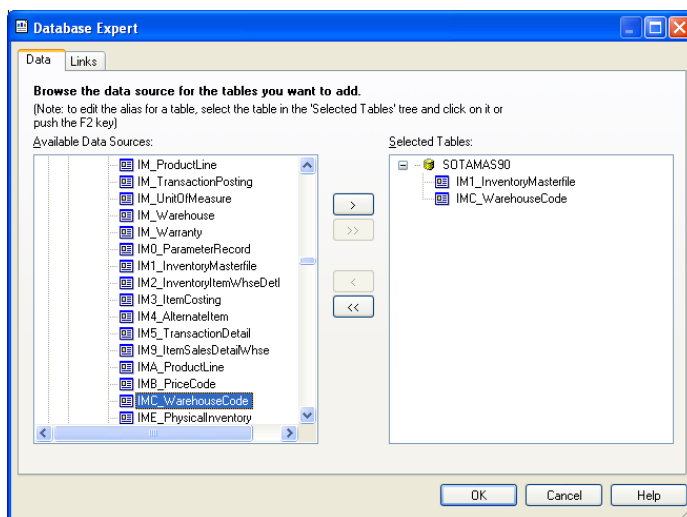 Database Expert
Data
Links
Browse the data source for the tables you want to add.
(Note: to edit the alias for a table, select the table in the 'Selected Tables' tree and click on it or
push the F2 key)
Available Data Sources:
IM_ProductLine
IM_TransactionPosting
IM_UnitOfMeasure
IM_Warehouse
IM_Warranty
IM0_ParameterRecord
IM1_InventoryMasterfile
IM2_InventoryItemWhseDetl
IM3_ItemCosting
IM4_AlternateItem
IM5_TransactionDetail
IM9_ItemSalesDetailWhse
IMA_ProductLine
IMB_PriceCode
IMC_WarehouseCode
IME_PhysicalInventory
>
>>
<
<<
Selected Tables:
SOTAMAS90
IM1_InventoryMasterfile
IMC_WarehouseCode
OK
Cancel
Help